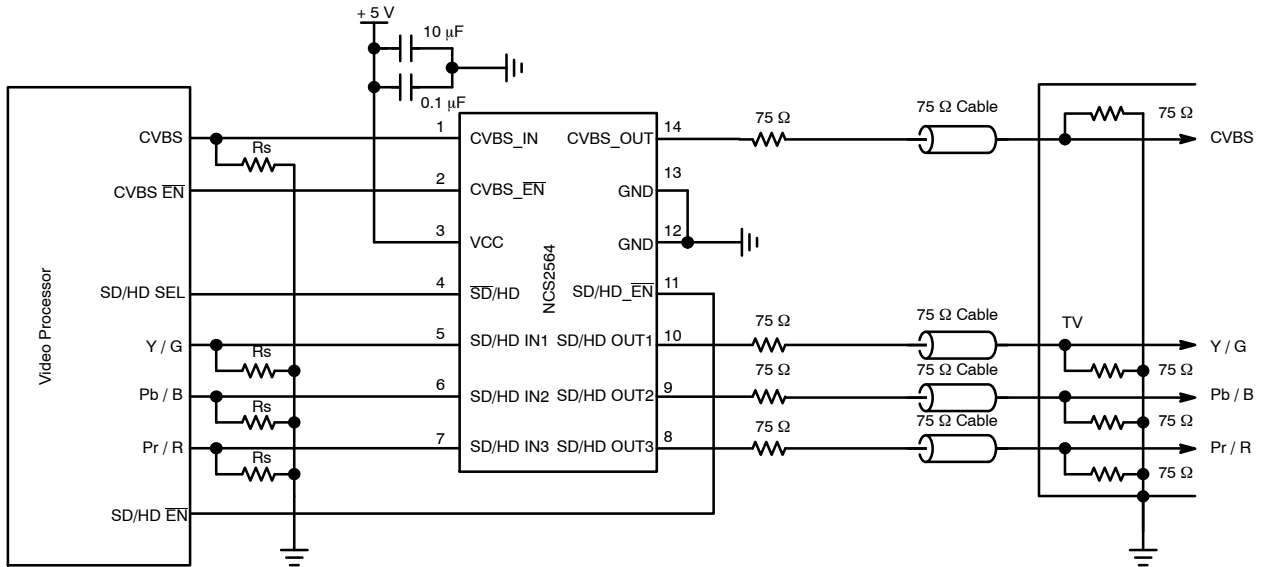 + 5 V
10 μF
0.1 μF
Video Processor
CVBS
CVBS EN
SD/HD SEL
Y / G
Pb / B
Pr / R
SD/HD EN
Rs
Rs
Rs
Rs
1
2
3
4
5
6
7
CVBS_IN
CVBS_EN
VCC
SD/HD
SD/HD IN1
SD/HD IN2
SD/HD IN3
NCS2564
CVBS_OUT
GND
GND
SD/HD_EN
SD/HD OUT1
SD/HD OUT2
SD/HD OUT3
14
13
12
11
10
9
8
75 Ω
75 Ω
75 Ω
75 Ω
75 Ω Cable
75 Ω Cable
75 Ω Cable
75 Ω Cable
TV
75 Ω
75 Ω
75 Ω
75 Ω
CVBS
Y / G
Pb / B
Pr / R